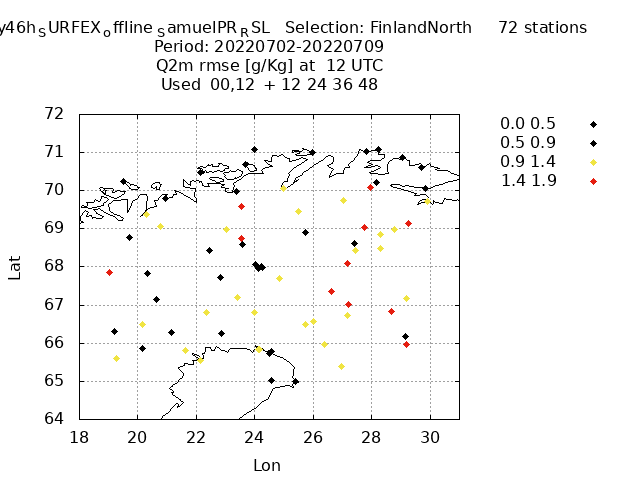 y46h_SURFEX_offline_SamuelPR_RSL Selection: FinlandNorth 72 stations
Period: 20220702-20220709
Q2m rmse [g/Kg] at 12 UTC
Used 00,12 + 12 24 36 48
0.0 0.5
0.5 0.9
0.9 1.4
1.4 1.9
72
71
70
69
68
67
66
65
64
Lat
18 20 22 24 26 28 30
Lon